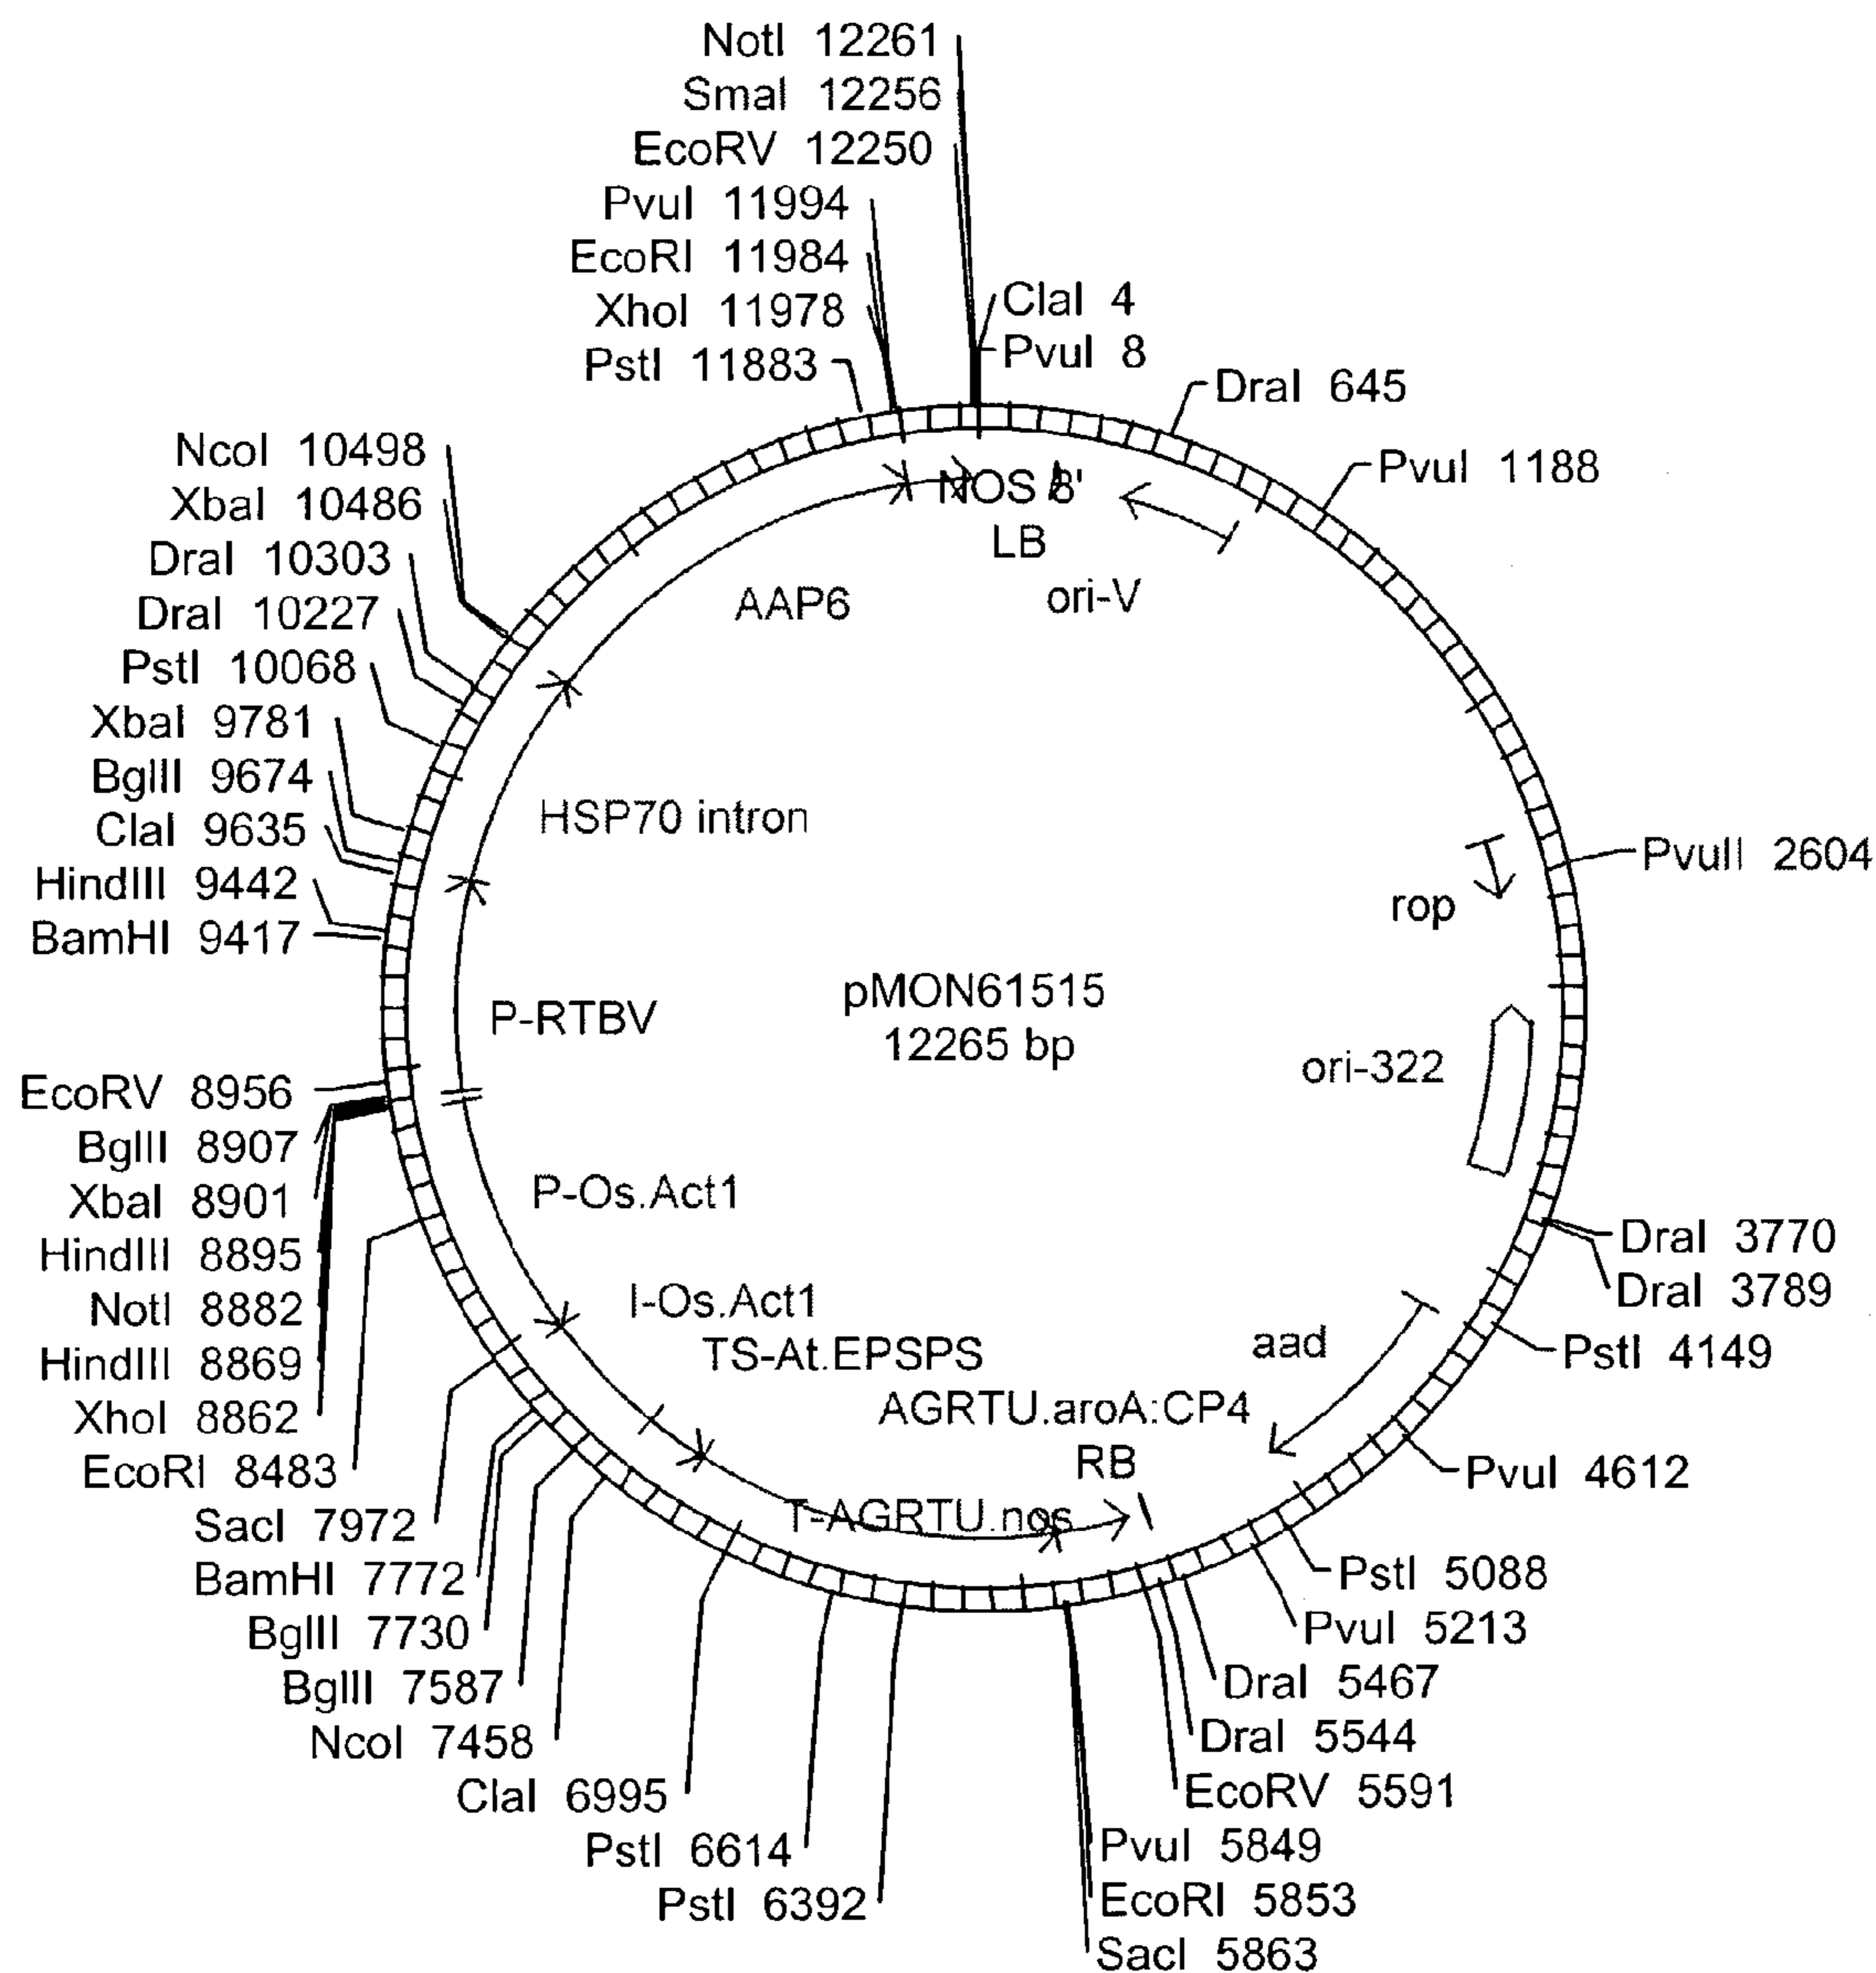 NotI 12261
SmaI 12256
EcoRV 12250
PvuI 11994
EcoRI 11984
XhoI 11978
PstI 11883
ClaI 4
PvuI 8
DraI 645
PvuI 1188
NcoI 10498
XbaI 10486
DraI 10303
DraI 10227
PstI 10068
XbaI 9781
BglII 9674
ClaI 9635
HindIII 9442
BamHI 9417
NOS 3'
LB
ori-V
AAP6
HSP70 intron
PvuII 2604
rop
P-RTBV
pMON61515
12265 bp
ori-322
EcoRV 8956
BglII 8907
XbaI 8901
HindIII 8895
NotI 8882
HindIII 8869
XhoI 8862
EcoRI 8483
SacI 7972
BamHI 7772
BglII 7730
BglII 7587
NcoI 7458
ClaI 6995
PstI 6614
PstI 6392
P-Os.Act1
I-Os.Act1
TS-At.EPSPS
AGRTU.aroA:CP4
RB
T-AGRTU.nos
aad
DraI 3770
DraI 3789
PstI 4149
PvuI 4612
PstI 5088
PvuI 5213
DraI 5467
DraI 5544
EcoRV 5591
PvuI 5849
EcoRI 5853
SacI 5863